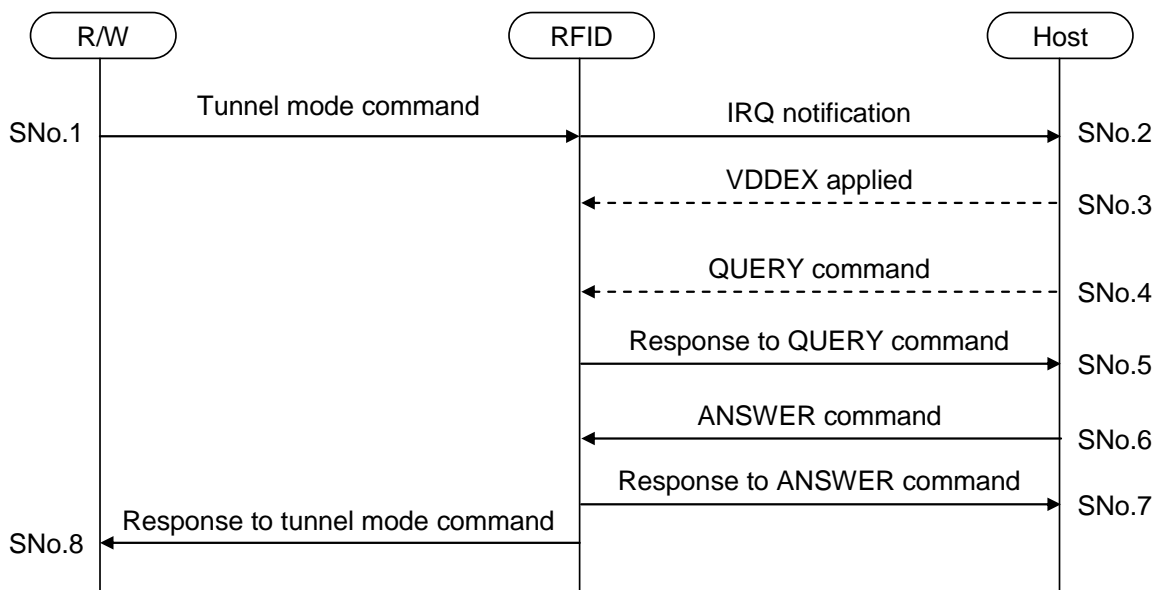 R/W
RFID
Host
Tunnel mode command
IRQ notification
SNo.1
SNo.2
VDDEX applied
SNo.3
QUERY command
SNo.4
Response to QUERY command
SNo.5
ANSWER command
SNo.6
Response to ANSWER command
SNo.7
Response to tunnel mode command
SNo.8